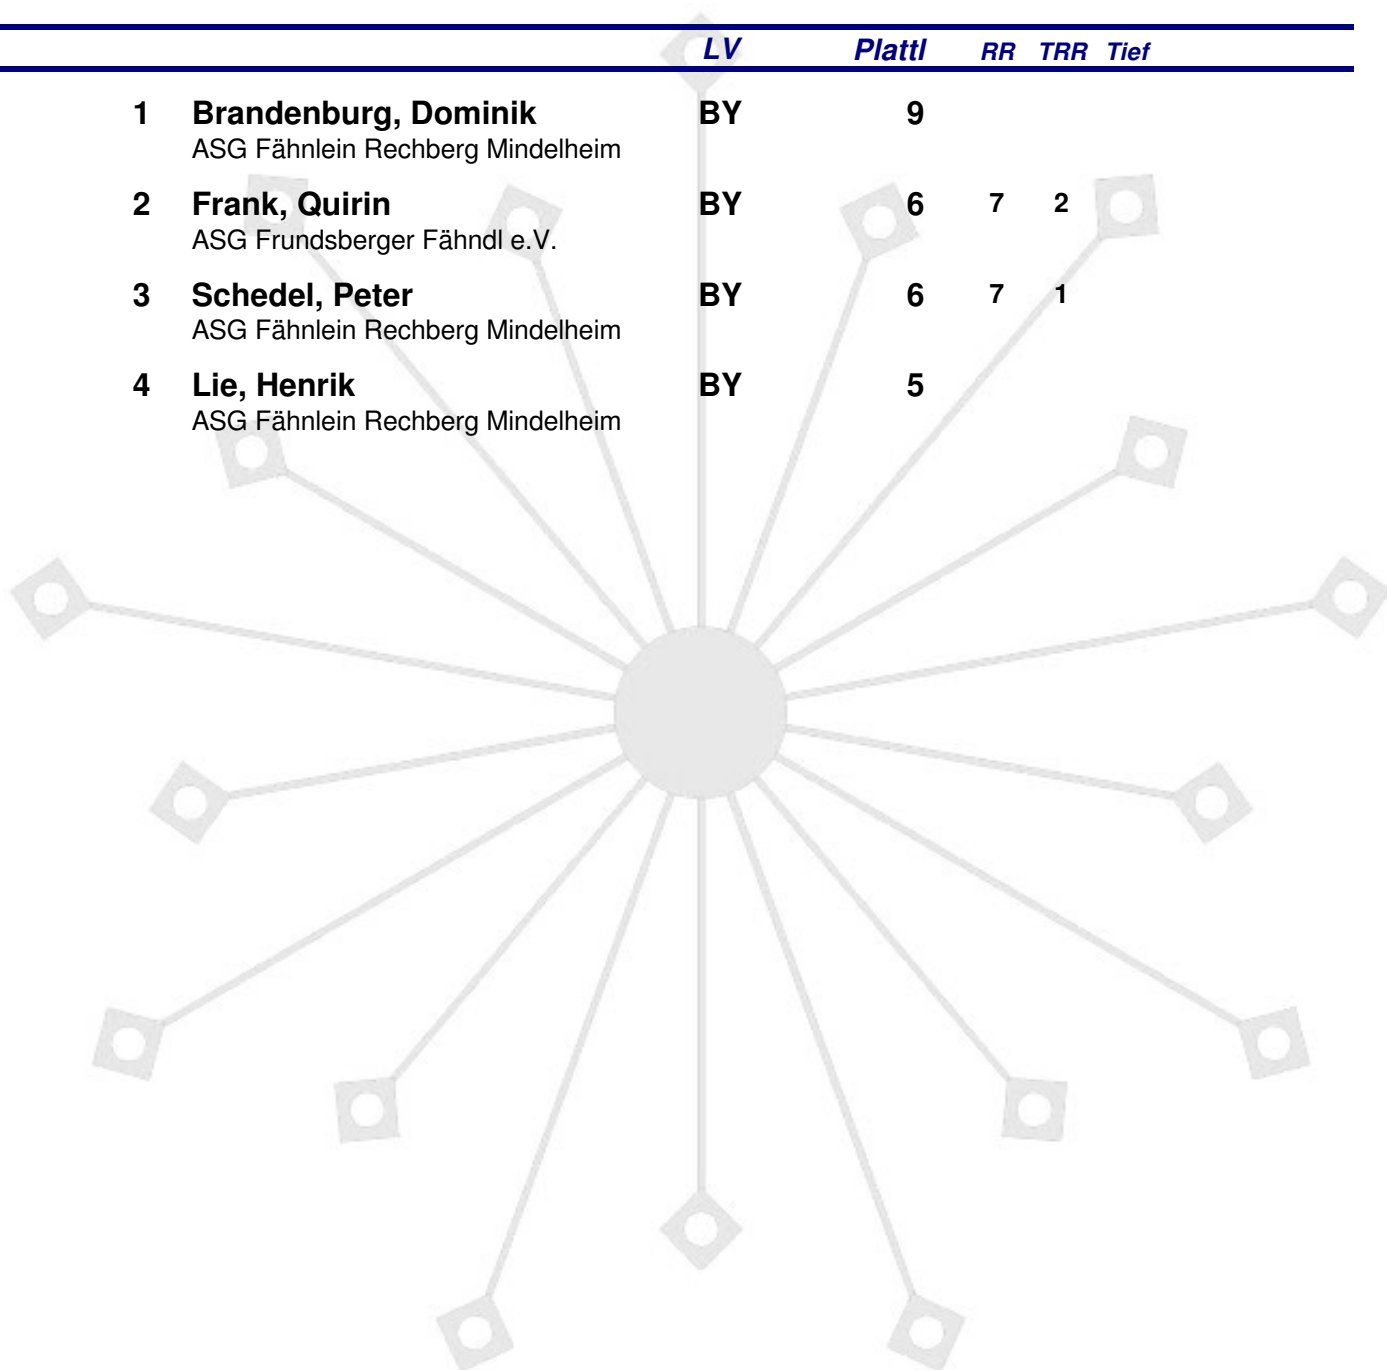 LV Plattl RR TRR Tief
1 Brandenburg, Dominik BY 9
ASG Fähnlein Rechberg Mindelheim
2 Frank, Quirin BY 6 7 2
ASG Frundsberger Fähndl e.V.
3 Schedel, Peter BY 6 7 1
ASG Fähnlein Rechberg Mindelheim
4 Lie, Henrik BY 5
ASG Fähnlein Rechberg Mindelheim